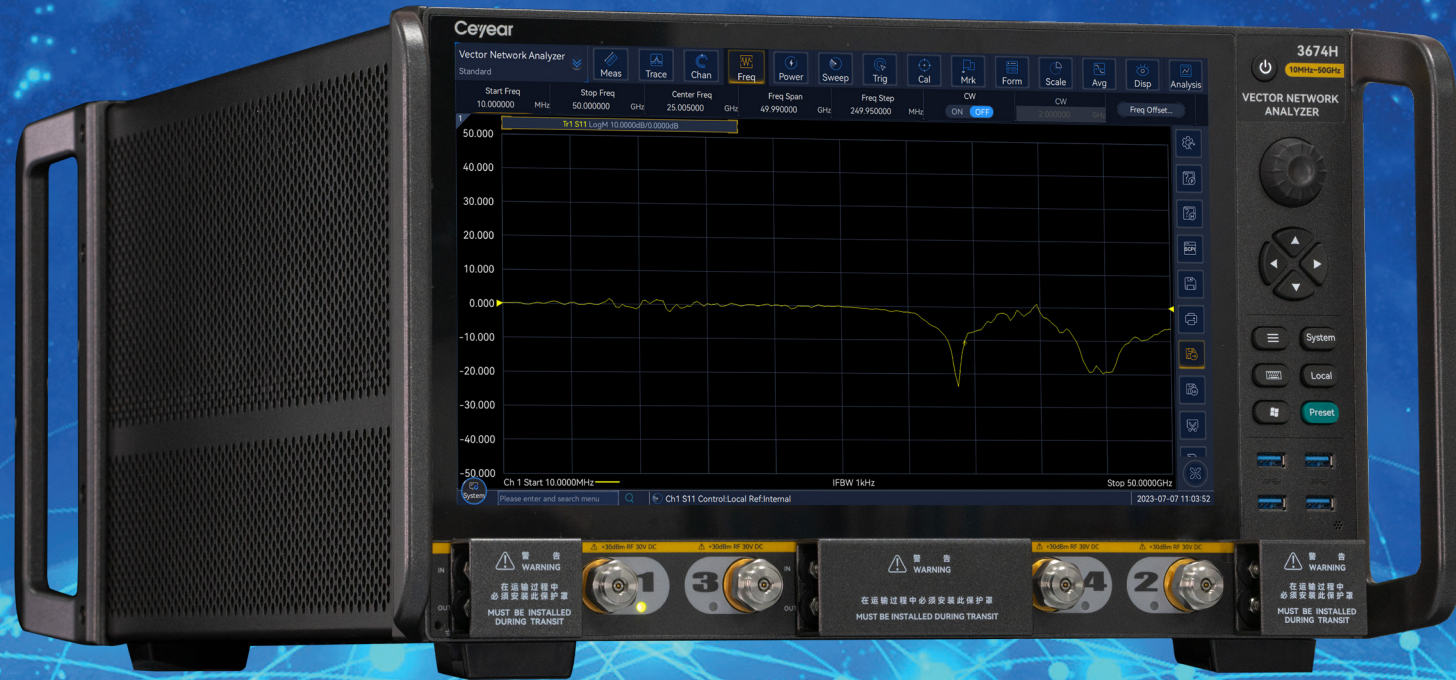 Ceyear
3674H
10MHz~50GHz
VECTOR NETWORK
ANALYZER
Vector Network Analyzer
Standard
Meas
Trace
Chan
Freq
Power
Sweep
Trig
Cal
Mrk
Form
Scale
Avg
Disp
Analysis
Start Freq
10.000000 MHz
Stop Freq
50.000000 GHz
Center Freq
25.005000 GHz
Freq Span
49.990000 GHz
Freq Step
249.950000 MHz
CW
ON OFF
CW
2.000000 GHz
Freq Offset...
1
Tr1 S11 LogM 10.0000dB/0.0000dB
50.000
40.000
30.000
20.000
10.000
0.000
-10.000
-20.000
-30.000
-40.000
-50.000
SCPI
Ch 1 Start 10.0000MHz
IFBW 1kHz
Stop 50.0000GHz
System
Please enter and search menu
Ch1 S11 Control:Local Ref:Internal
2023-07-07 11:03:52
System
Local
Preset
IN
OUT
警告
WARNING
在运输过程中
必须安装此保护罩
MUST BE INSTALLED
DURING TRANSIT
+30dBm RF 30V DC
1
+30dBm RF 30V DC
3
IN
OUT
警告
WARNING
在运输过程中必须安装此保护罩
MUST BE INSTALLED DURING TRANSIT
+30dBm RF 30V DC
4
+30dBm RF 30V DC
2
IN
OUT
警告
WARNING
在运输过程中
必须安装此保护罩
MUST BE INSTALLED
DURING TRANSIT